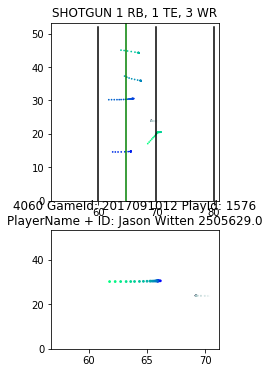 SHOTGUN 1 RB, 1 TE, 3 WR
50
40
30
20
10
0
60 70 80
4060 GameId: 2017091012 PlayId: 1576
PlayerName + ID: Jason Witten 2505629.0
40
20
0
60 65 70